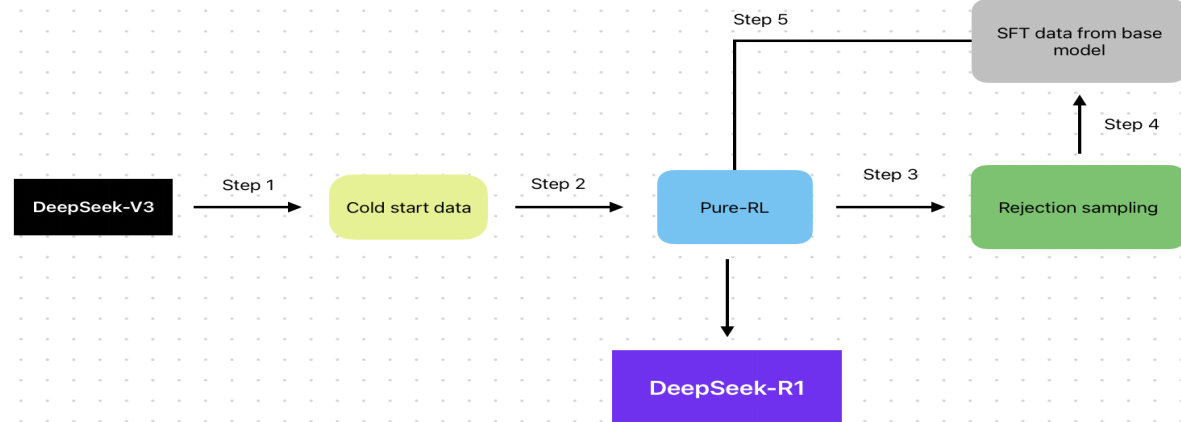 Step 5
SFT data from base
model
Step 4
DeepSeek-V3
Step 1
Cold start data
Step 2
Pure-RL
Step 3
Rejection sampling
DeepSeek-R1